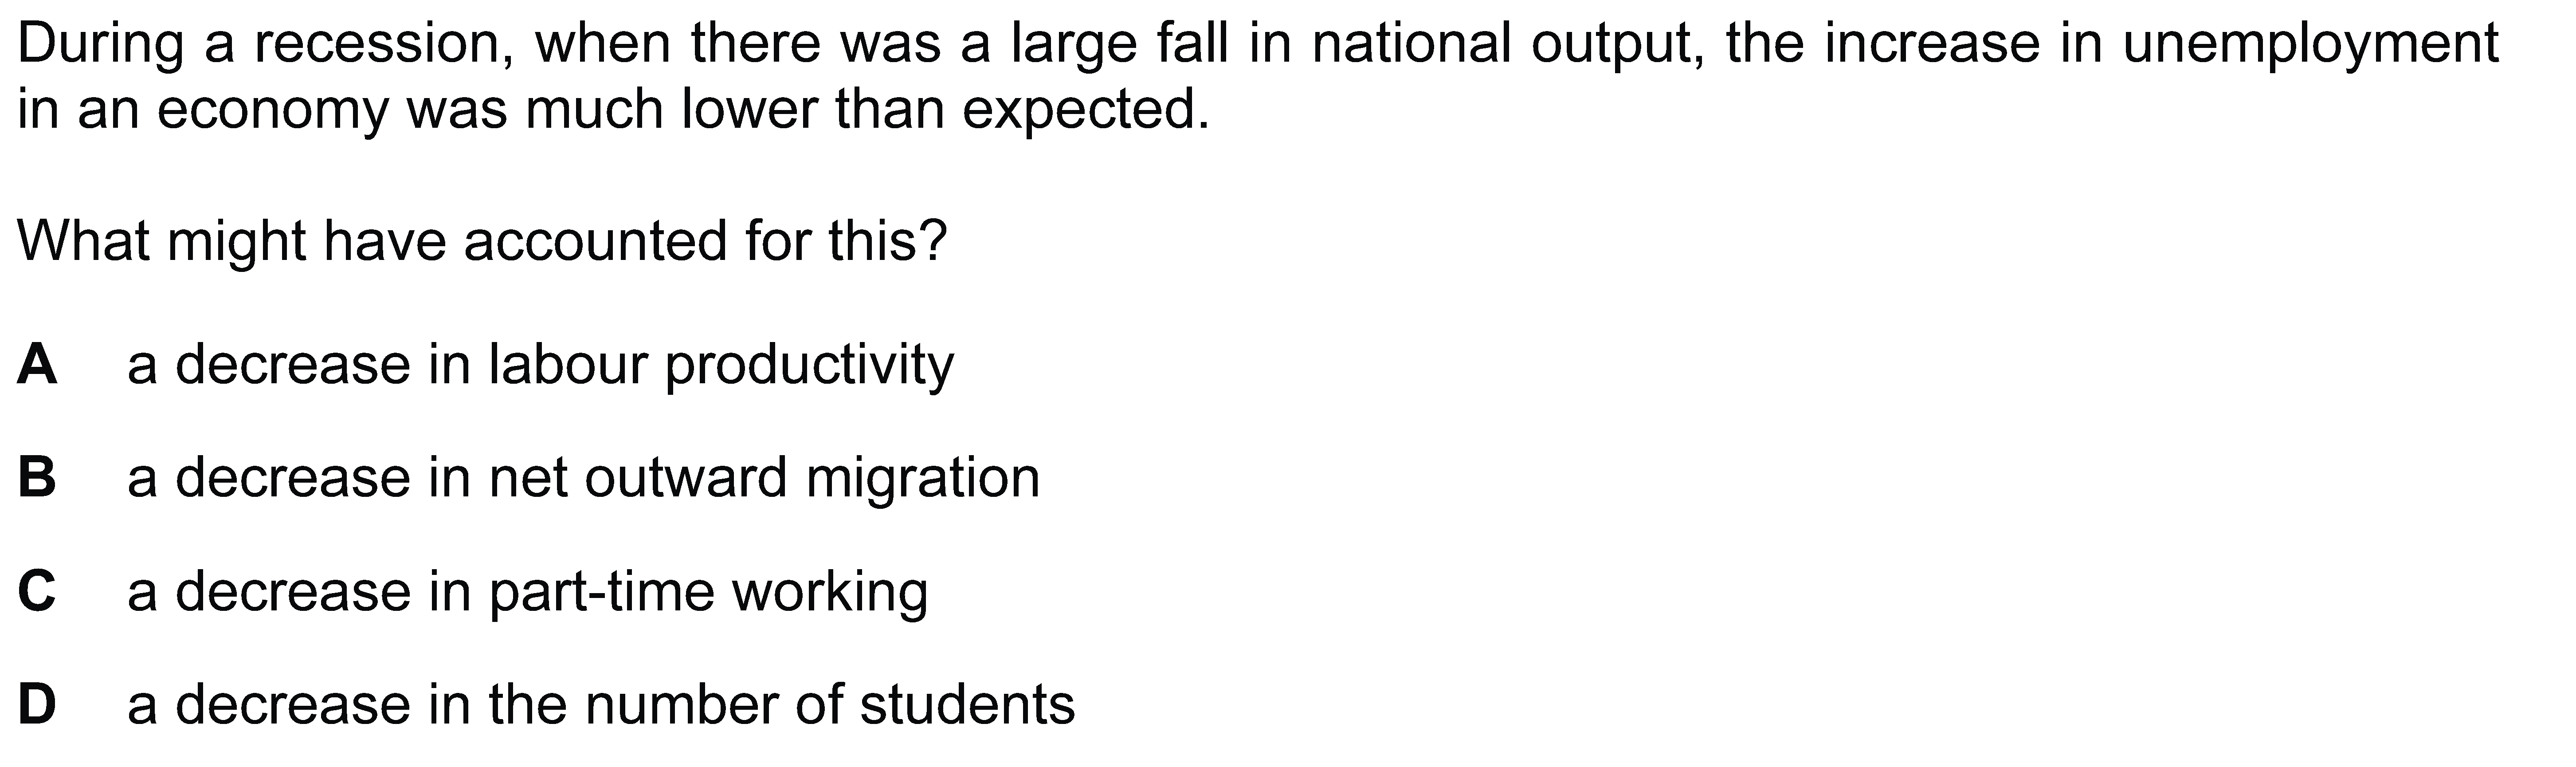 During a recession, when there was a large fall in national output, the increase in unemployment
in an economy was much lower than expected.
What might have accounted for this?
A a decrease in labour productivity
B a decrease in net outward migration
C a decrease in part-time working
D a decrease in the number of students